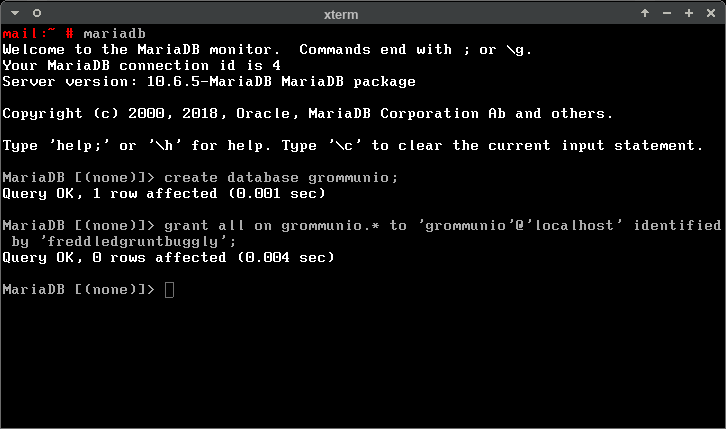 xterm
mail:~ # mariadb
Welcome to the MariaDB monitor.  Commands end with ; or \g.
Your MariaDB connection id is 4
Server version: 10.6.5-MariaDB MariaDB package
Copyright (c) 2000, 2018, Oracle, MariaDB Corporation Ab and others.
Type 'help;' or '\h' for help. Type '\c' to clear the current input statement.
MariaDB [(none)]> create database grommunio;
Query OK, 1 row affected (0.001 sec)
MariaDB [(none)]> grant all on grommunio.* to 'grommunio'@'localhost' identified
 by 'freddledgruntbuggly';
Query OK, 0 rows affected (0.004 sec)
MariaDB [(none)]>